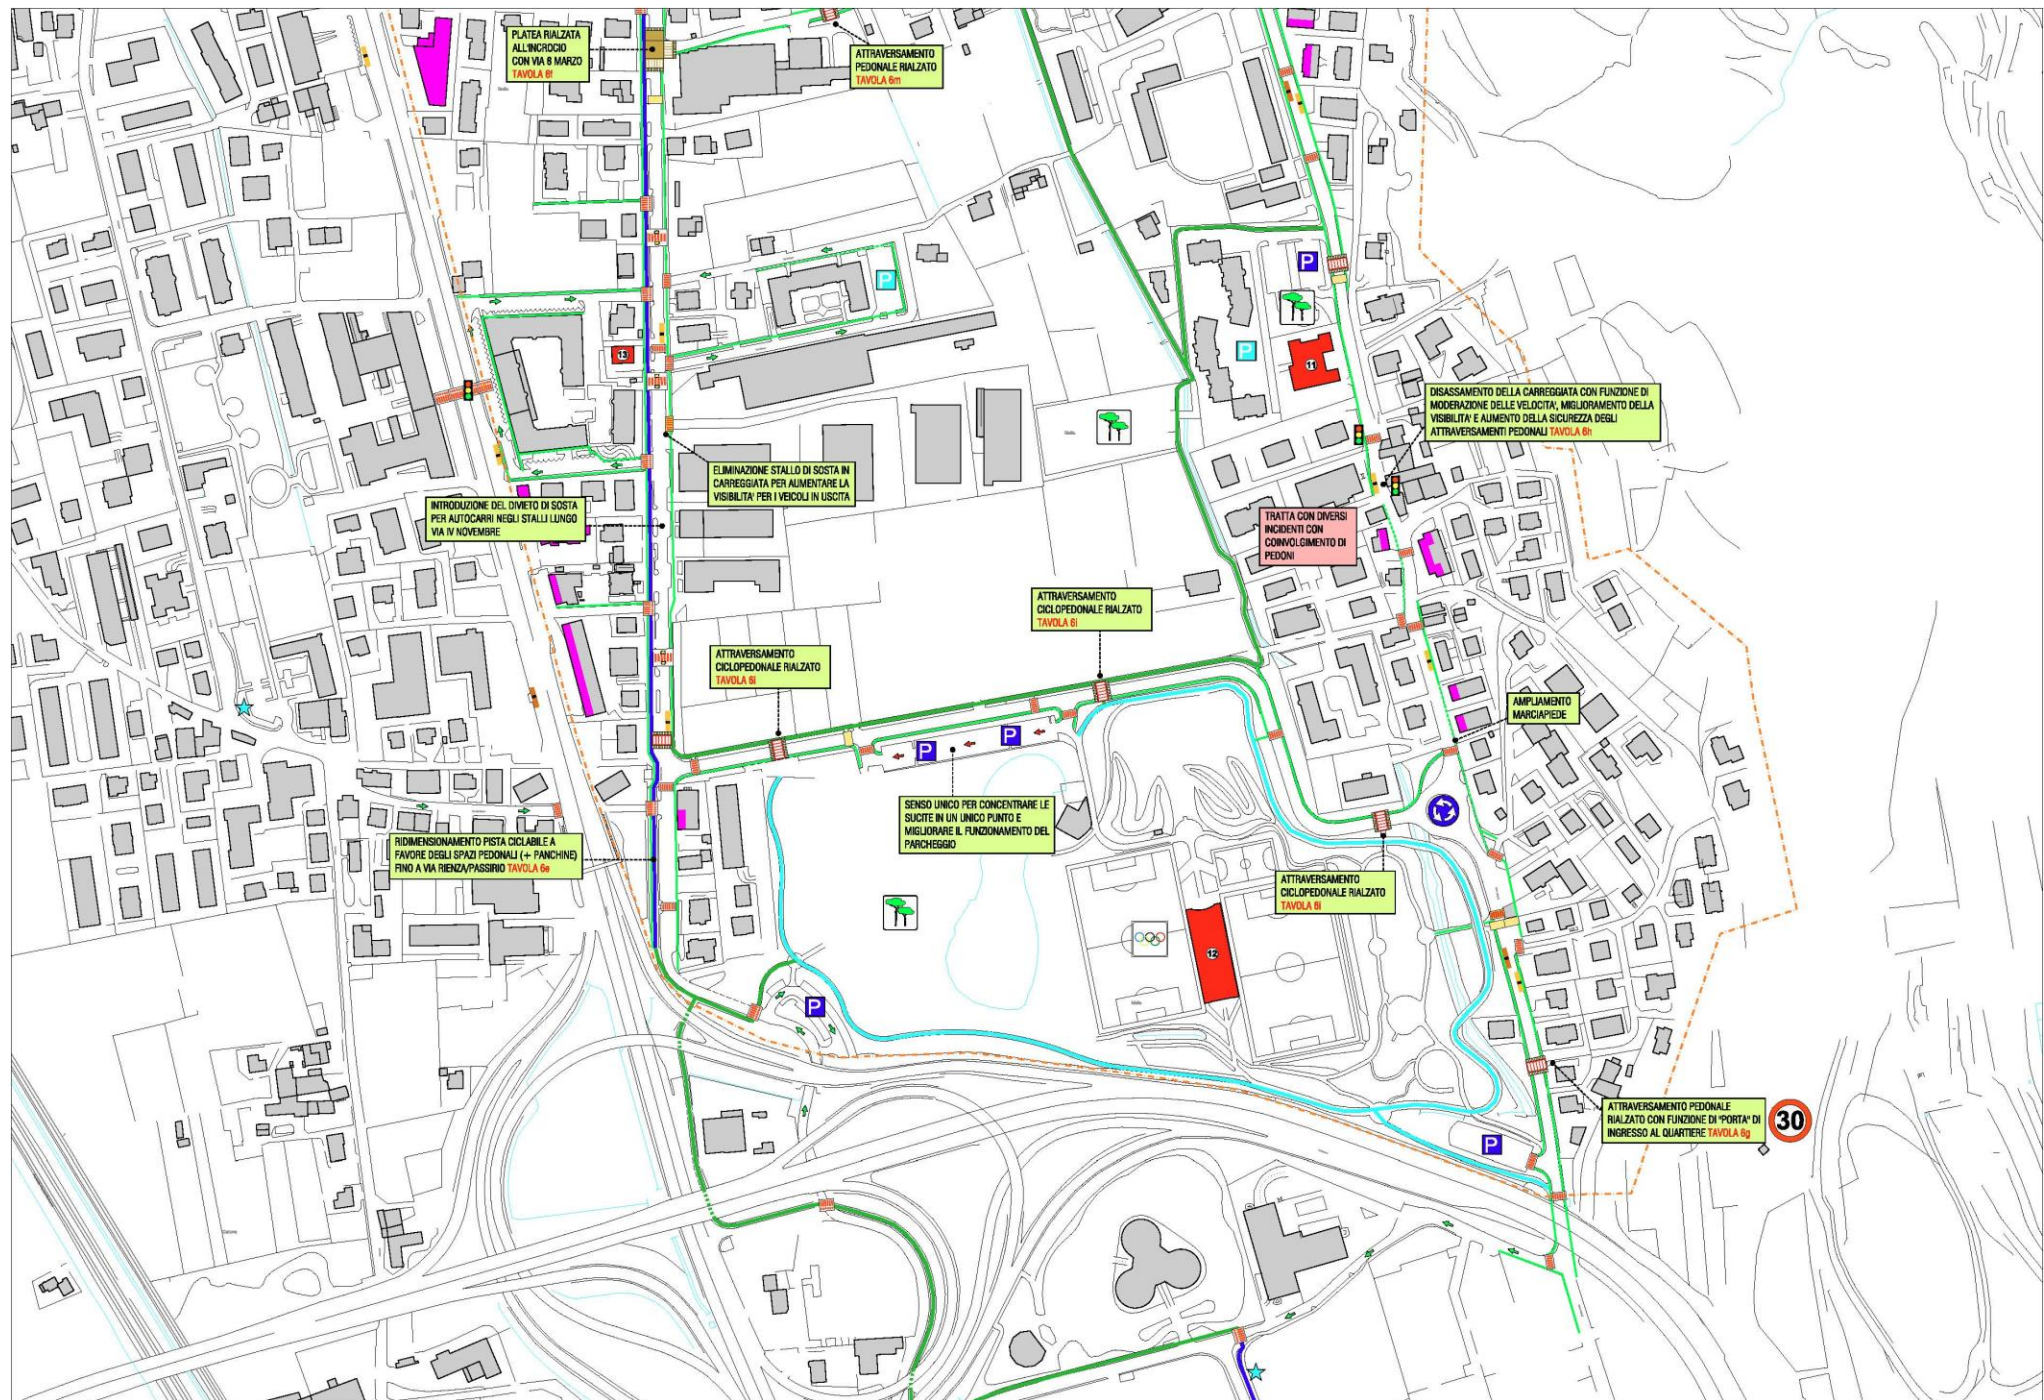 PLATEA RIALZATA
ALL'INCROCIO
CON VIA 8 MARZO
TAVOLA 6f
ATTRAVERSAMENTO
PEDONALE RIALZATO
TAVOLA 6m
P
P
13
P
11
DISASSAMENTO DELLA CARREGGIATA CON FUNZIONE DI
MODERAZIONE DELLE VELOCITA', MIGLIORAMENTO DELLA
VISIBILITA' E AUMENTO DELLA SICUREZZA DEGLI
ATTRAVERSAMENTI PEDONALI TAVOLA 6h
ELIMINAZIONE STALLO DI SOSTA IN
CARREGGIATA PER AUMENTARE LA
VISIBILITA' PER I VEICOLI IN USCITA
INTRODUZIONE DEL DIVIETO DI SOSTA
PER AUTOCARRI NEGLI STALLI LUNGO
VIA IV NOVEMBRE
TRATTA CON DIVERSI
INCIDENTI CON
COINVOLGIMENTO DI
PEDONI
ATTRAVERSAMENTO
CICLOPEDONALE RIALZATO
TAVOLA 6i
ATTRAVERSAMENTO
CICLOPEDONALE RIALZATO
TAVOLA 6i
AMPLIAMENTO
MARCIAPIEDE
P
P
SENSO UNICO PER CONCENTRARE LE
SUCITE IN UN UNICO PUNTO E
MIGLIORARE IL FUNZIONAMENTO DEL
PARCHEGGIO
RIDIMENSIONAMENTO PISTA CICLABILE A
FAVORE DEGLI SPAZI PEDONALI (+ PANCHINE)
FINO A VIA RIENZA/PASSIRIO TAVOLA 6e
ATTRAVERSAMENTO
CICLOPEDONALE RIALZATO
TAVOLA 6i
12
P
ATTRAVERSAMENTO PEDONALE
RIALZATO CON FUNZIONE DI "PORTA" DI
INGRESSO AL QUARTIERE TAVOLA 6g
30
P